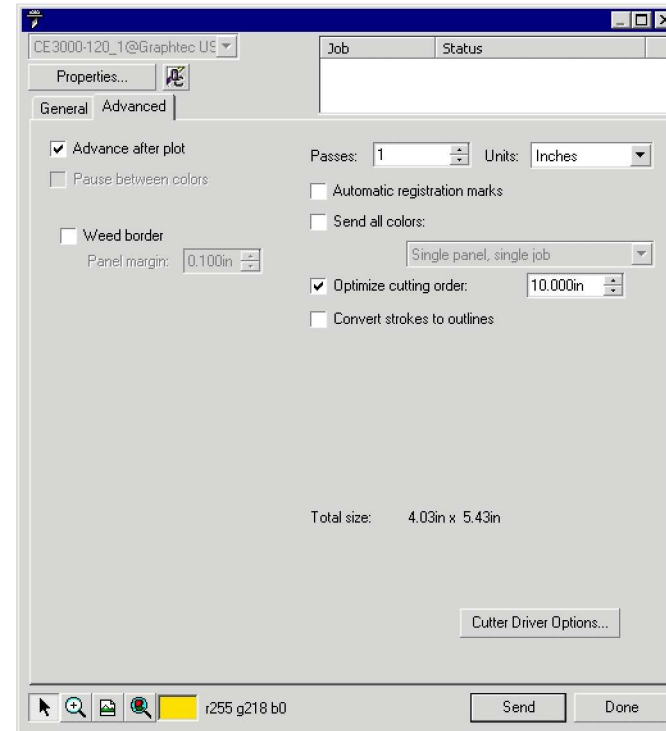 CE3000-120_1@Graphtec US
Job Status
Properties...
General Advanced
Advance after plot
Passes: 1 Units: Inches
Pause between colors
Automatic registration marks
Send all colors:
Weed border
Single panel, single job
Panel margin: 0.100in
Optimize cutting order: 10.000in
Convert strokes to outlines
Total size: 4.03in x 5.43in
Cutter Driver Options...
r255 g218 b0
Send Done